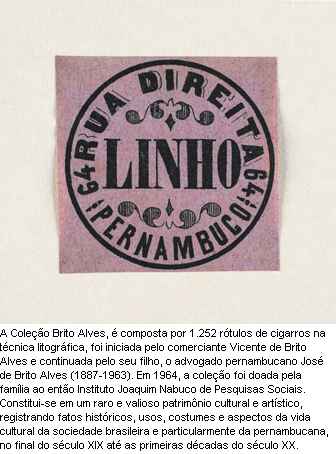 RUA DIREITA
64
LINHO
64
PERNAMBUCO
A Coleção Brito Alves, é composta por 1.252 rótulos de cigarros na
técnica litográfica, foi iniciada pelo comerciante Vicente de Brito
Alves e continuada pelo seu filho, o advogado pernambucano José
de Brito Alves (1887-1963). Em 1964, a coleção foi doada pela
família ao então Instituto Joaquim Nabuco de Pesquisas Sociais.
Constitui-se em um raro e valioso patrimônio cultural e artístico,
registrando fatos históricos, usos, costumes e aspectos da vida
cultural da sociedade brasileira e particularmente da pernambucana,
no final do século XIX até as primeiras décadas do século XX.